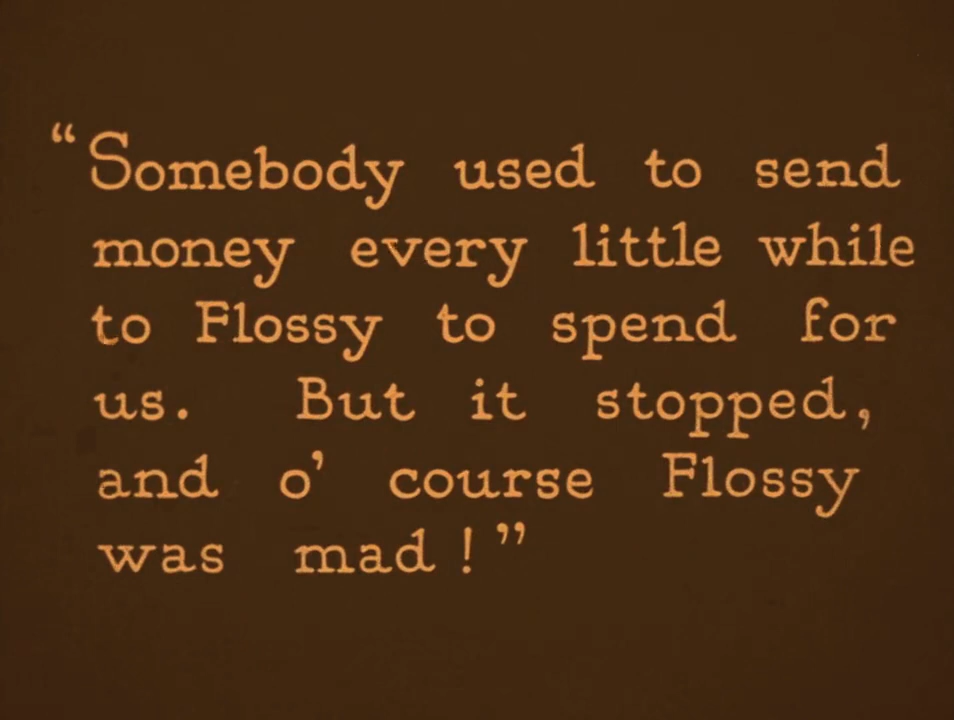 “Somebody used to send
money every little while
to Flossy to spend for
us. But it stopped,
and o’ course Flossy
was mad!”